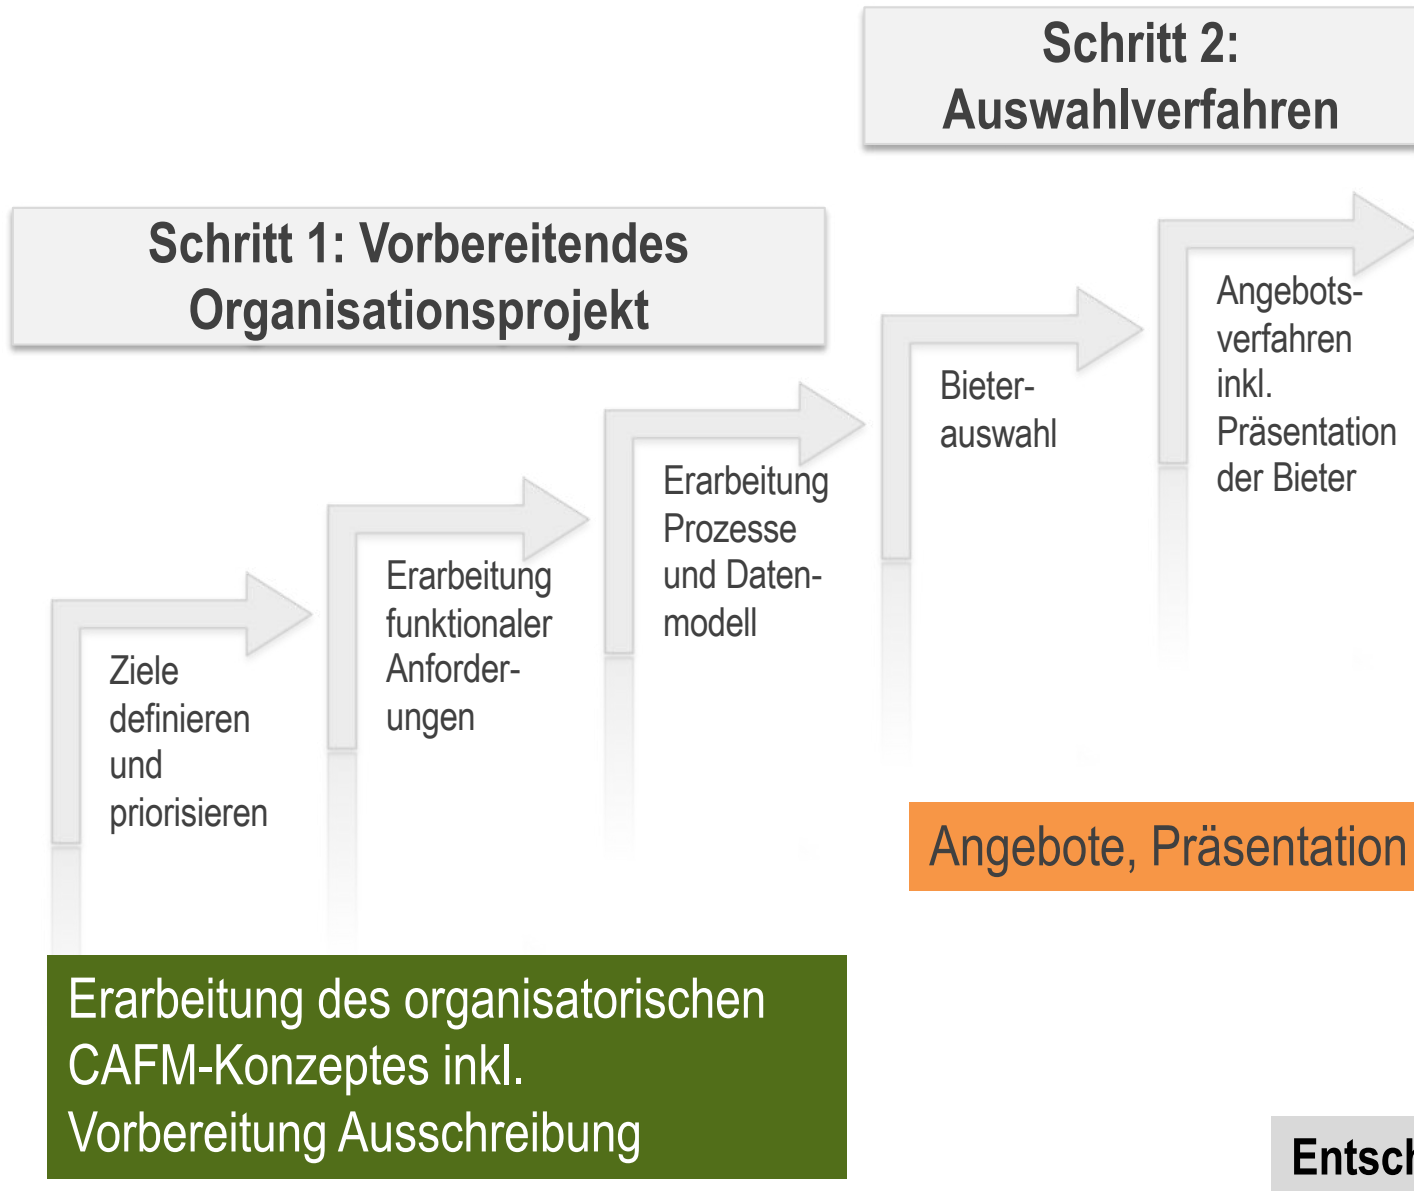 Schritt 2:
Auswahlverfahren
Schritt 1: Vorbereitendes
Organisationsprojekt
Ziele
definieren
und
priorisieren
Erarbeitung
funktionaler
Anforder-
ungen
Erarbeitung
Prozesse
und Daten-
modell
Bieter-
auswahl
Angebots-
verfahren
inkl.
Präsentation
der Bieter
Angebote, Präsentation
Erarbeitung des organisatorischen
CAFM-Konzeptes inkl.
Vorbereitung Ausschreibung